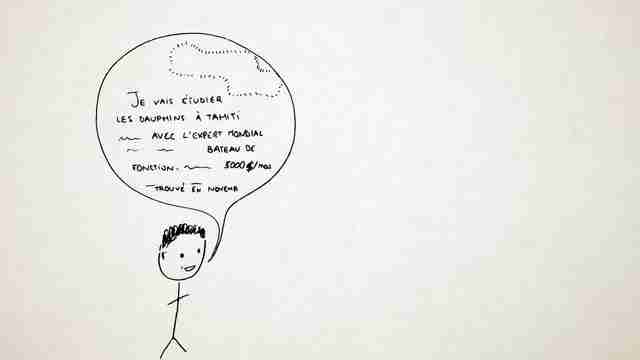 JE VAIS ÉTUDIER
LES DAUPHINS À TAHITI
AVEC L'EXPERT MONDIAL
BATEAU DE
FONCTION. 5000 $/MOIS
TROUVÉ EN NOVEMB